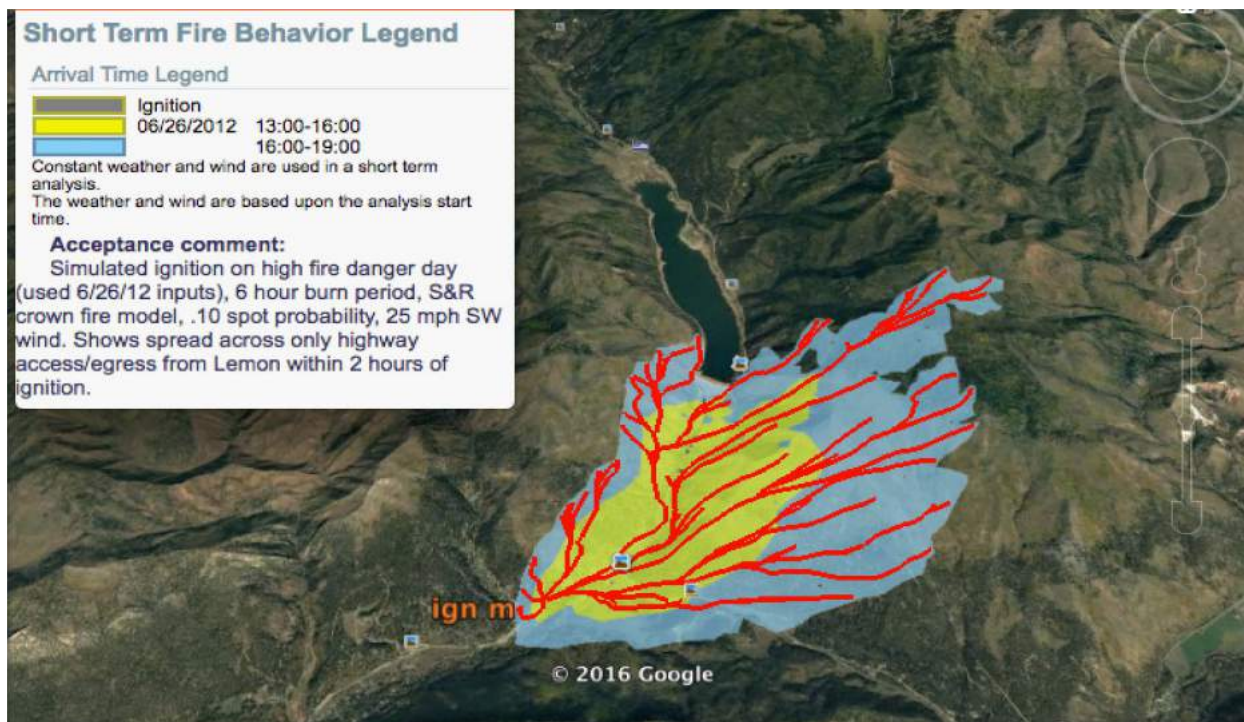 Short Term Fire Behavior Legend
Arrival Time Legend
Ignition
06/26/2012 13:00-16:00
16:00-19:00
Constant weather and wind are used in a short term
analysis.
The weather and wind are based upon the analysis start
time.
Acceptance comment:
Simulated ignition on high fire danger day
(used 6/26/12 inputs), 6 hour burn period, S&R
crown fire model, .10 spot probability, 25 mph SW
wind. Shows spread across only highway
access/egress from Lemon within 2 hours of
ignition.
ign m
© 2016 Google